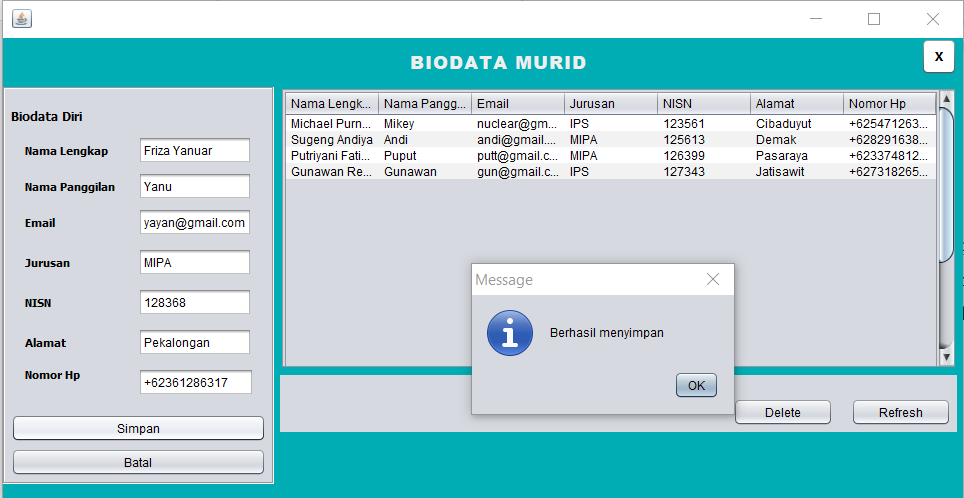 BIODATA MURID
X
Biodata Diri
Nama Lengkap Friza Yanuar
Nama Panggilan Yanu
Email yayan@gmail.com
Jurusan MIPA
NISN 128368
Alamat Pekalongan
Nomor Hp +62361286317
Simpan
Batal
Nama Lengk... Nama Pangg... Email Jurusan NISN Alamat Nomor Hp
Michael Purn... Mikey nuclear@gm... IPS 123561 Cibaduyut +625471263...
Sugeng Andiya Andi andi@gmail.... MIPA 125613 Demak +628291638...
Putriyani Fati... Puput putt@gmail.c... MIPA 126399 Pasaraya +623374812...
Gunawan Re... Gunawan gun@gmail.c... IPS 127343 Jatisawit +627318265...
Message
Berhasil menyimpan
OK
Delete Refresh